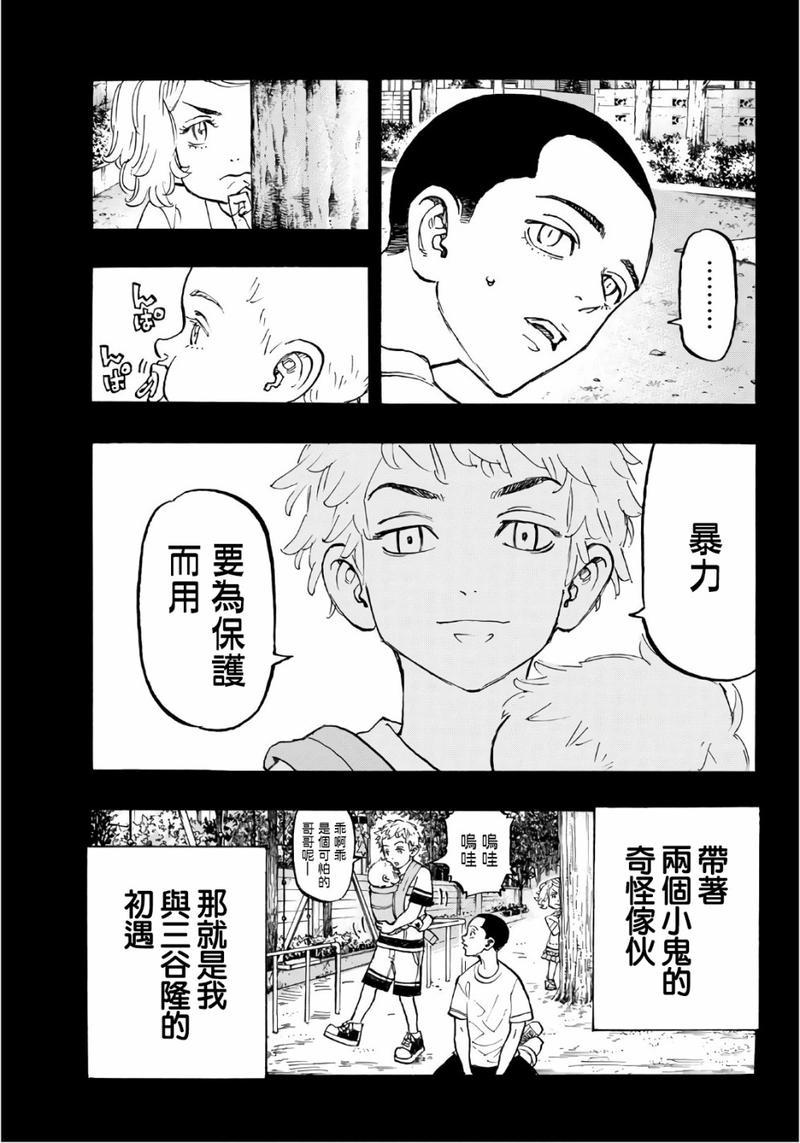 ………
んぱっ
んぱっ
暴力
要為保護
而用
帶著
兩個小鬼的
奇怪傢伙
嗚哇
嗚哇
乖啊乖
是個可怕的
哥哥呢—
那就是我
與三谷隆的
初遇